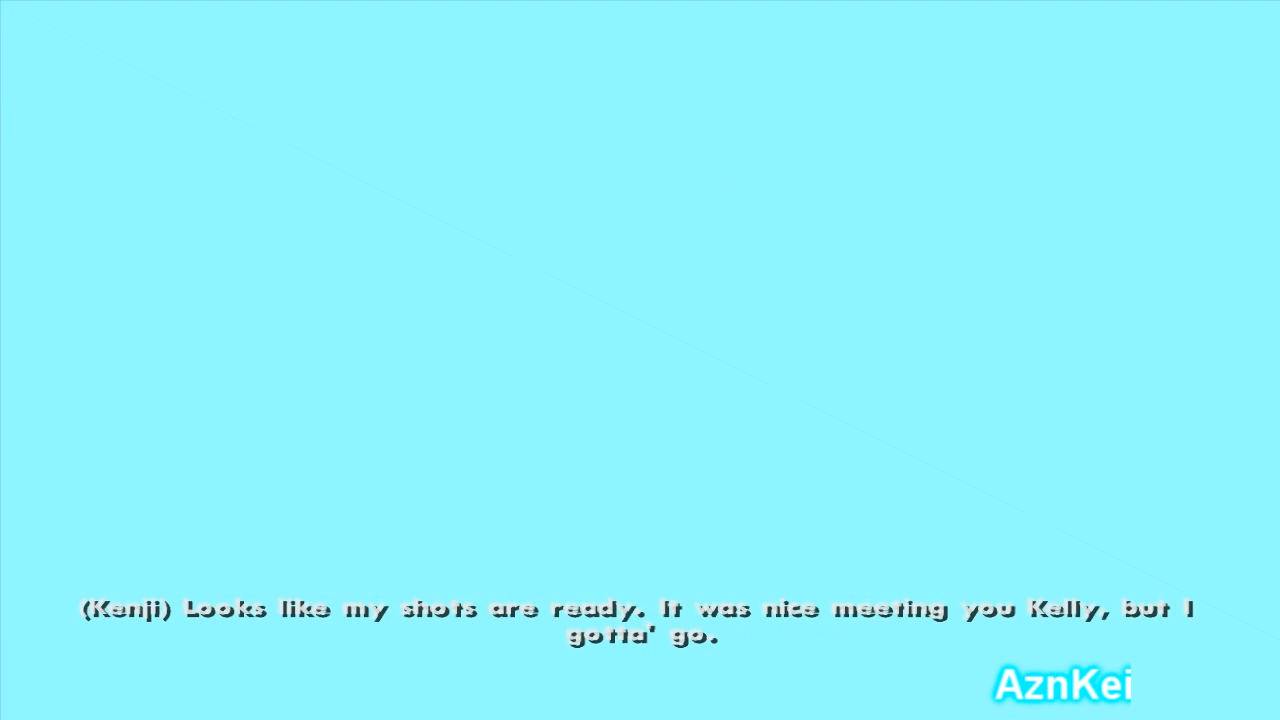 (Kenji) Looks like my shots are ready. It was nice meeting you Kelly, but I
gotta' go.
AznKei